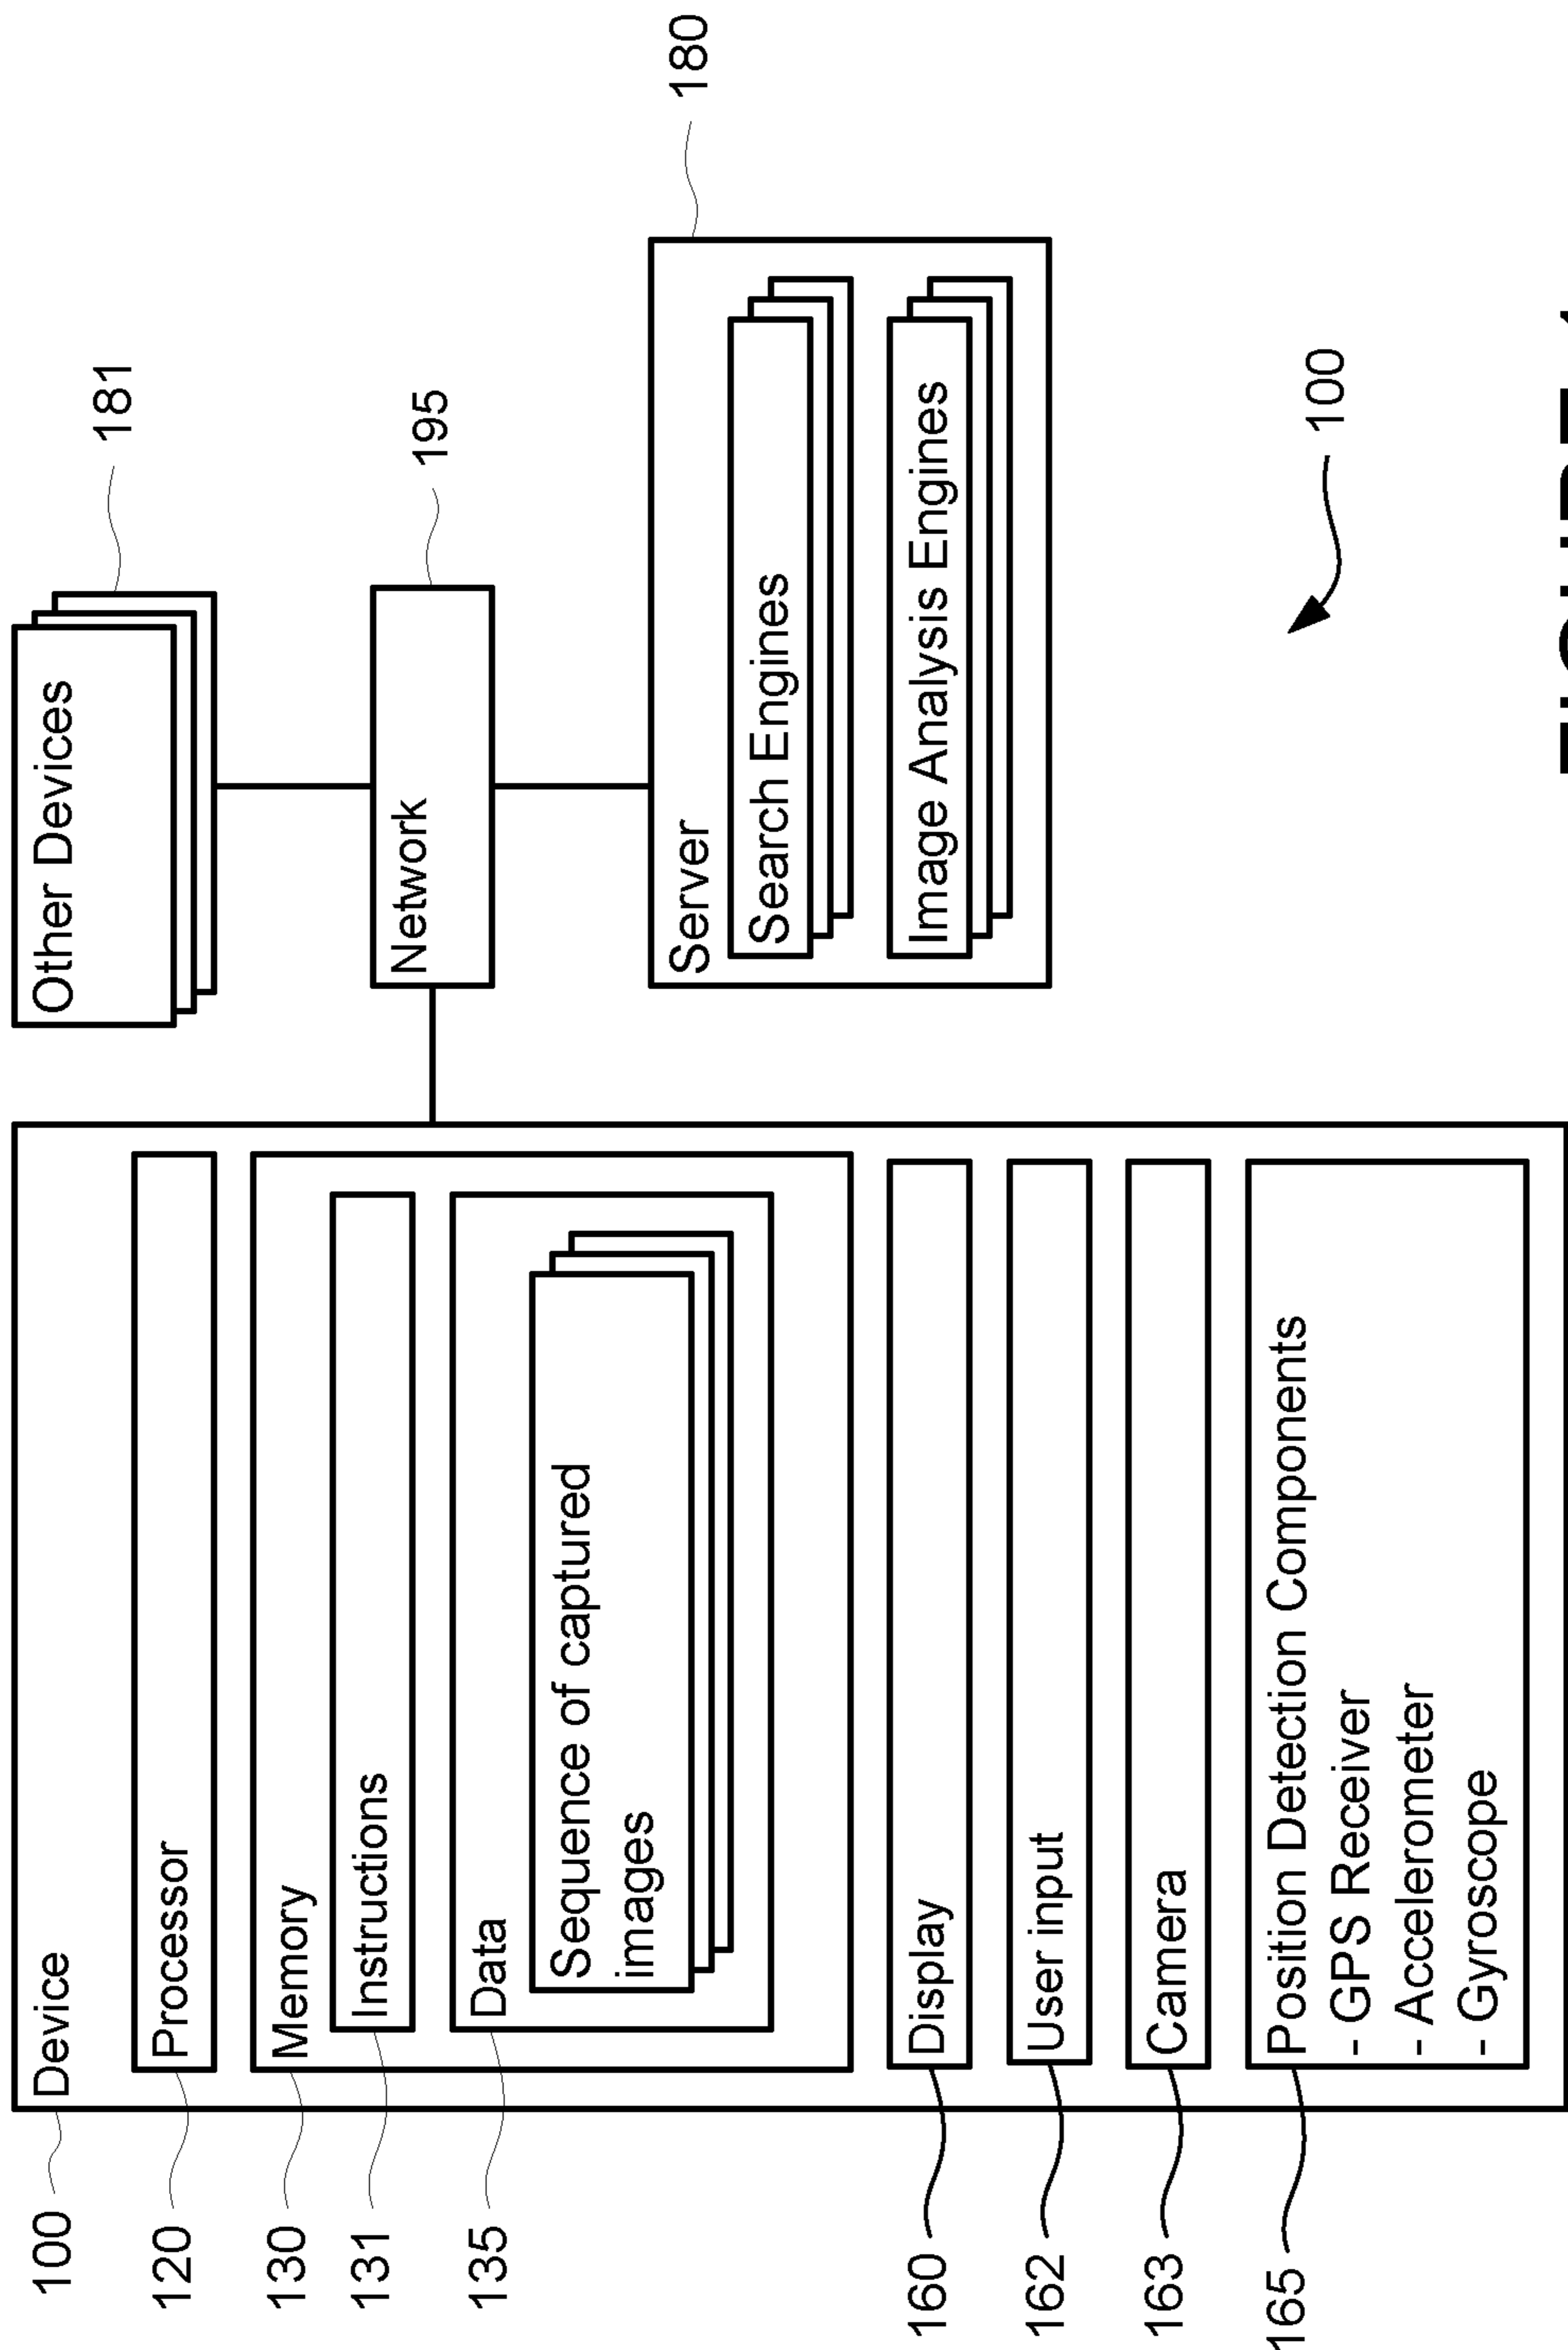 100
Device
120
Processor
130
Memory
131
Instructions
135
Data
Sequence of captured
images
160
Display
162
User input
163
Camera
165
Position Detection Components
- GPS Receiver
- Accelerometer
- Gyroscope
Other Devices
181
Network
195
Server
180
Search Engines
Image Analysis Engines
100